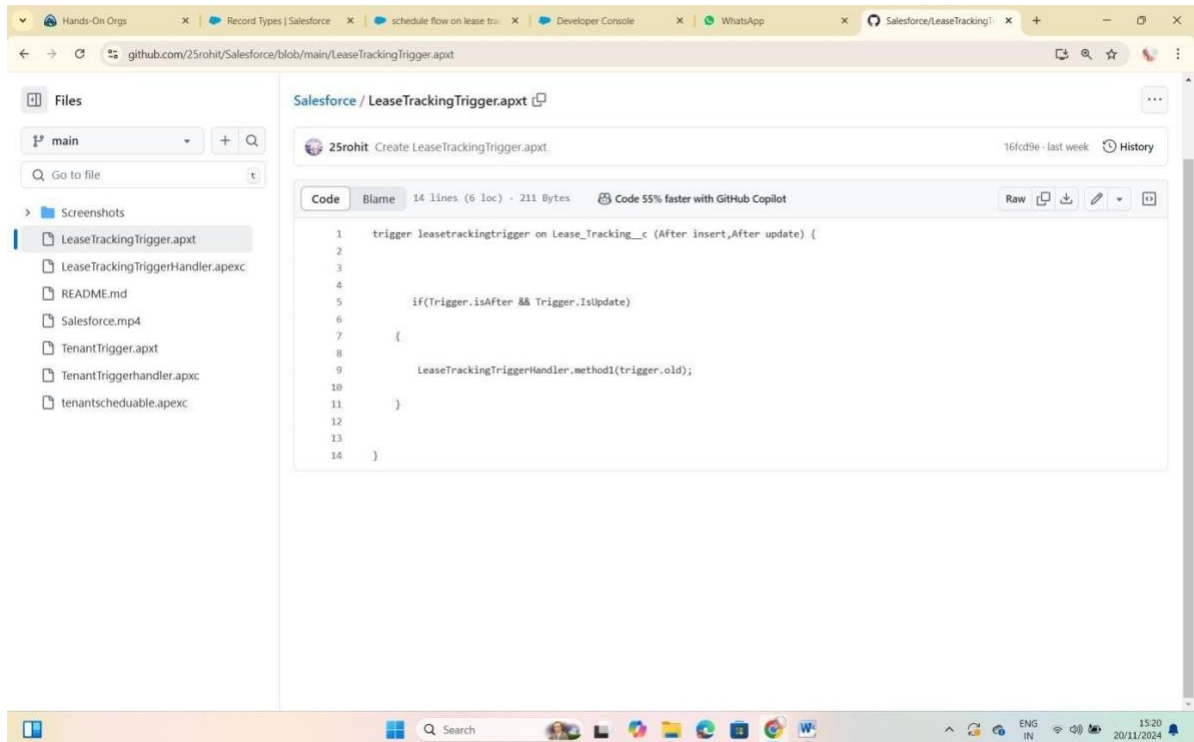 Hands-On Orgs
Record Types | Salesforce
schedule flow on lease tra
Developer Console
WhatsApp
Salesforce/LeaseTrackingT
github.com/25rohit/Salesforce/blob/main/LeaseTrackingTrigger.apxt
Files
main
Go to file
t
Screenshots
LeaseTrackingTrigger.apxt
LeaseTrackingTriggerHandler.apexc
README.md
Salesforce.mp4
TenantTrigger.apxt
TenantTriggerhandler.apxc
tenantscheduable.apexc
Salesforce / LeaseTrackingTrigger.apxt
25rohit Create LeaseTrackingTrigger.apxt
16fcd9e · last week
History
Code
Blame
14 lines (6 loc) · 211 Bytes
Code 55% faster with GitHub Copilot
Raw
1 trigger leasetrackingtrigger on Lease_Tracking__c (After insert,After update) {
2
3
4
5 if(Trigger.isAfter && Trigger.IsUpdate)
6
7 {
8
9 LeaseTrackingTriggerHandler.method1(trigger.old);
10
11 }
12
13
14 }
Search
ENG
IN
15:20
20/11/2024